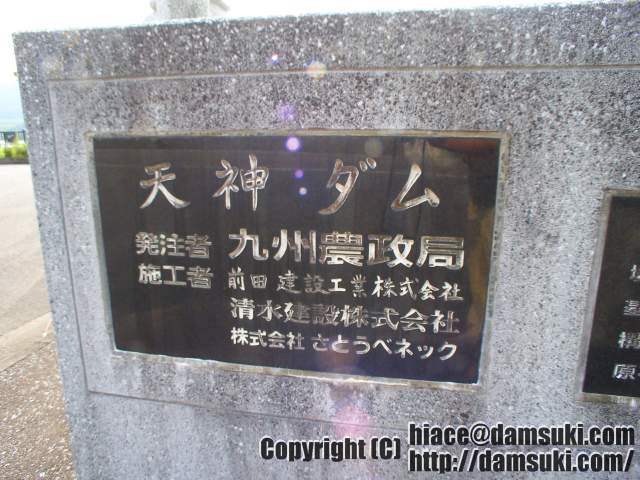 天神ダム
発注者 九州農政局
施工者 前田建設工業株式会社
清水建設株式会社
株式会社 さとうべネック
原
Copyright (C) hiace@damsuki.com
http://damsuki.com/